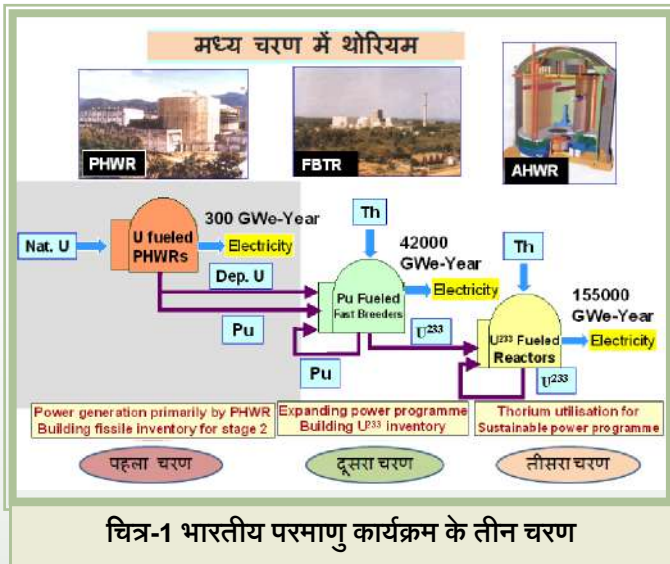 मध्य चरण में थोरियम
PHWR
FBTR
AHWR
Nat. U
U fueled
PHWRs
300 GWe-Year
Electricity
Dep. U
Pu
Th
42000
GWe-Year
Electricity
Pu Fueled
Fast Breeders
Pu
U²³³
Th
155000
GWe-Year
Electricity
U²³³ Fueled
Reactors
U²³³
Power generation primarily by PHWR
Building fissile inventory for stage 2
Expanding power programme
Building U²³³ inventory
Thorium utilisation for
Sustainable power programme
पहला चरण
दूसरा चरण
तीसरा चरण
चित्र-1 भारतीय परमाणु कार्यक्रम के तीन चरण